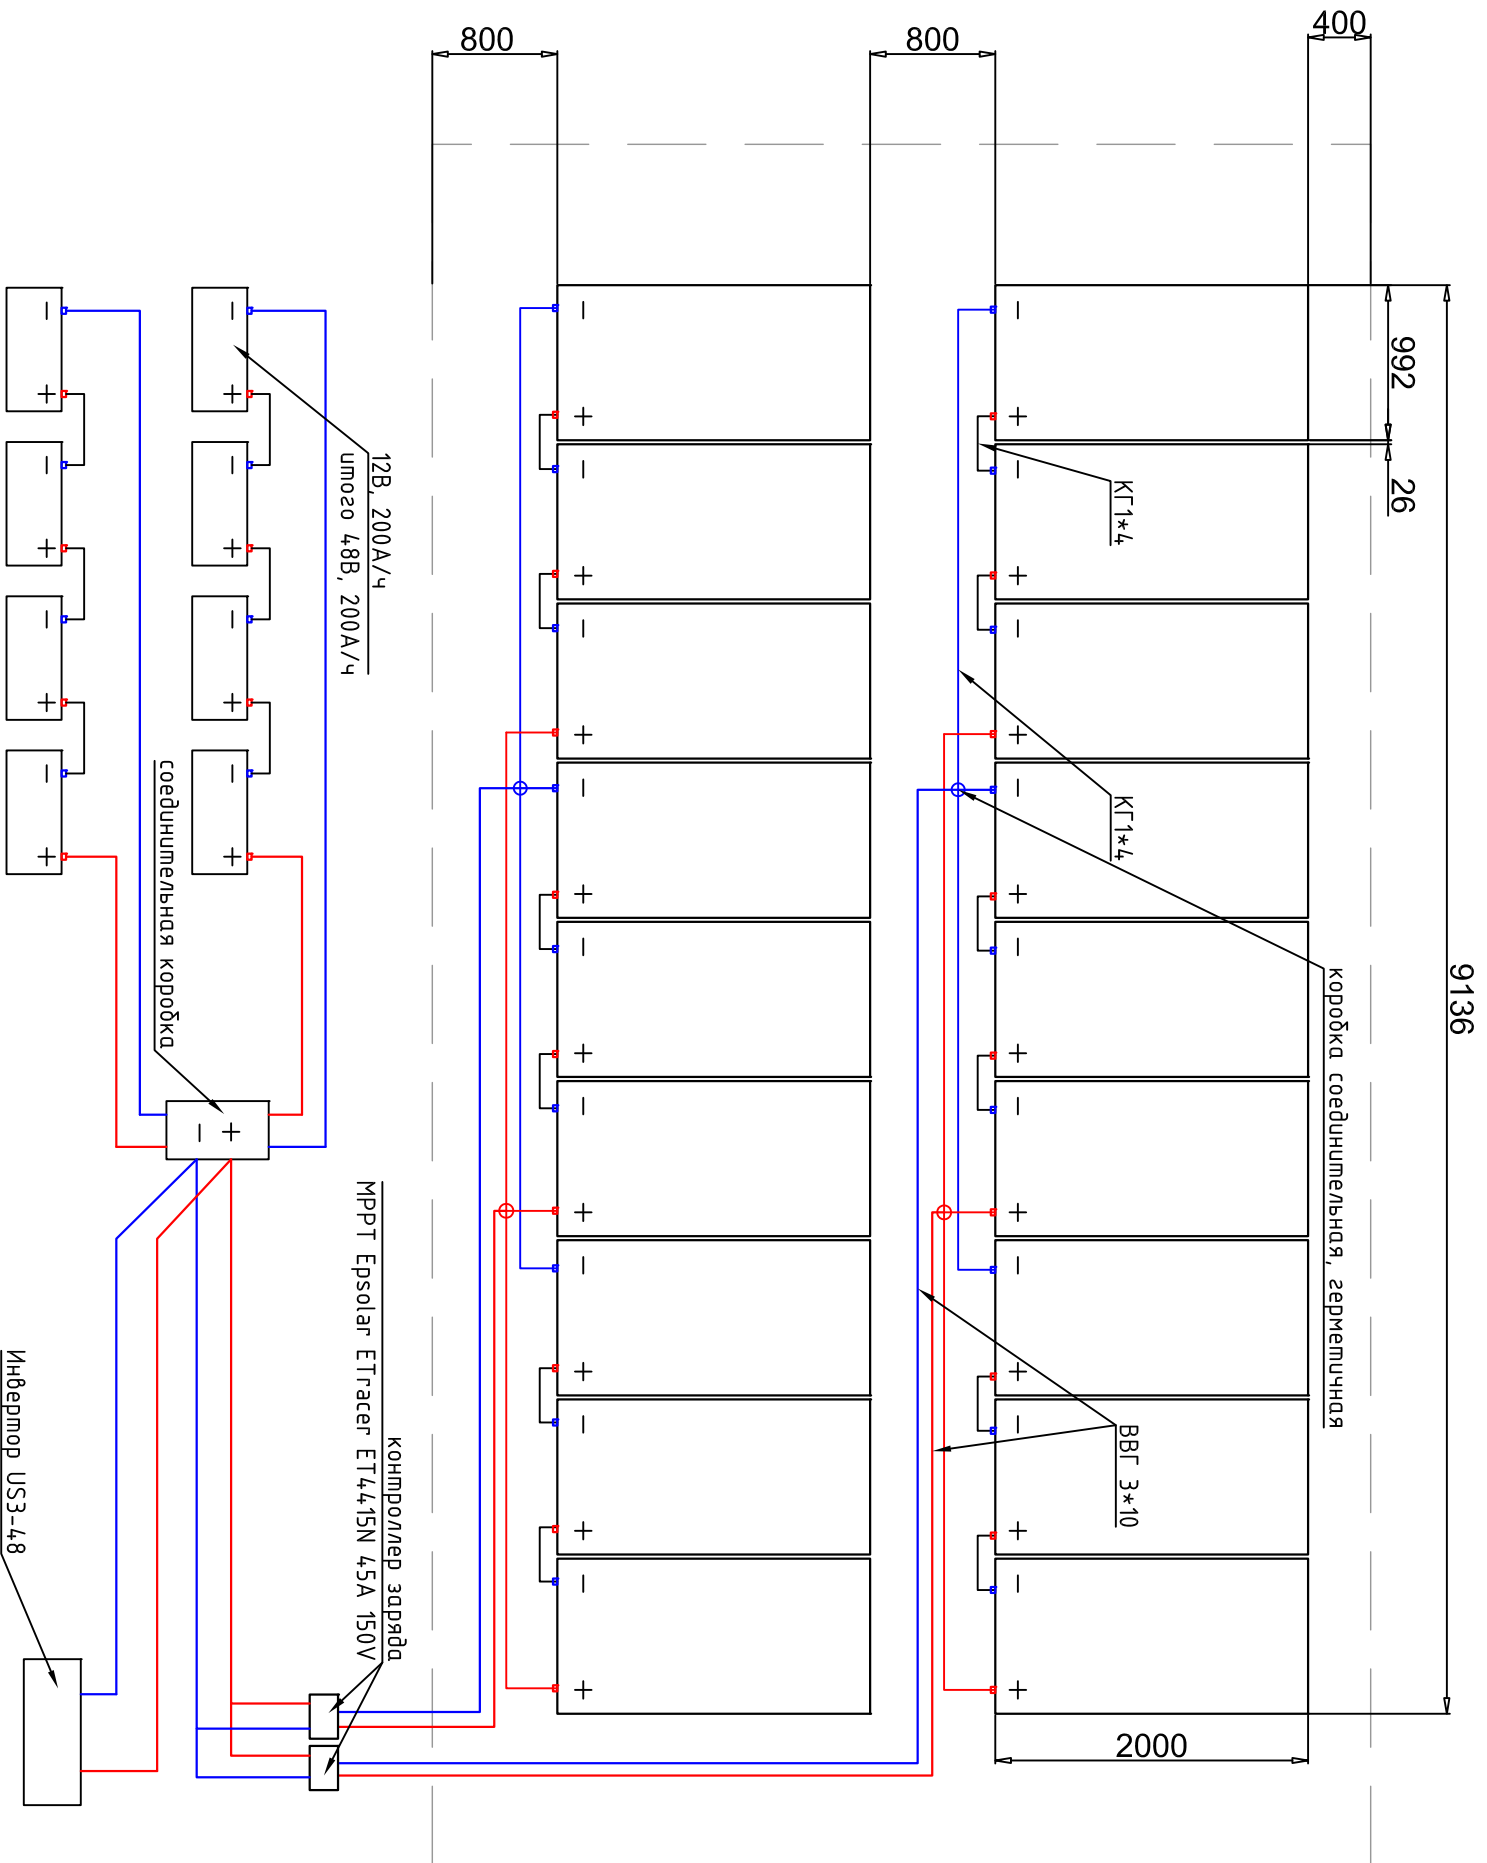 800
800
400
992
26
9136
КГ1*4
КГ1*4
12В, 200А/ч
итого 48В, 200А/ч
соединительная коробка
коробка соединительная, герметичная
ВВГ 3*10
контроллер заряда
MPPT Epsolar ETracer ET4415N 45A 150V
Инвертор US3-48
2000